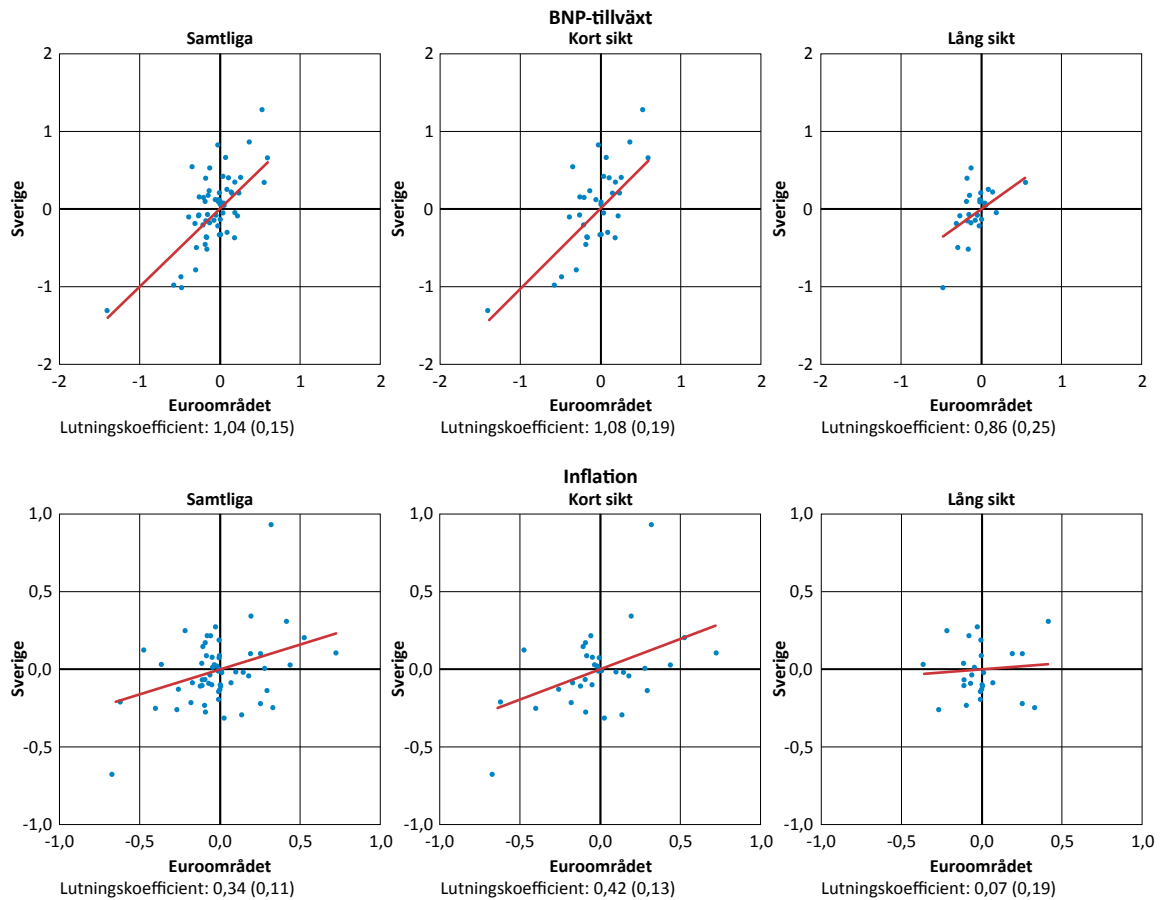 BNP-tillväxt
Samtliga
Kort sikt
Lång sikt
2
1
0
-1
-2
-2
-1
0
1
2
Sverige
Euroområdet
Lutningskoefficient: 1,04 (0,15)
2
1
0
-1
-2
-2
-1
0
1
2
Sverige
Euroområdet
Lutningskoefficient: 1,08 (0,19)
2
1
0
-1
-2
-2
-1
0
1
2
Sverige
Euroområdet
Lutningskoefficient: 0,86 (0,25)
Inflation
Samtliga
Kort sikt
Lång sikt
1,0
0,5
0,0
-0,5
-1,0
-1,0
-0,5
0,0
0,5
1,0
Sverige
Euroområdet
Lutningskoefficient: 0,34 (0,11)
1,0
0,5
0,0
-0,5
-1,0
-1,0
-0,5
0,0
0,5
1,0
Sverige
Euroområdet
Lutningskoefficient: 0,42 (0,13)
1,0
0,5
0,0
-0,5
-1,0
-1,0
-0,5
0,0
0,5
1,0
Sverige
Euroområdet
Lutningskoefficient: 0,07 (0,19)